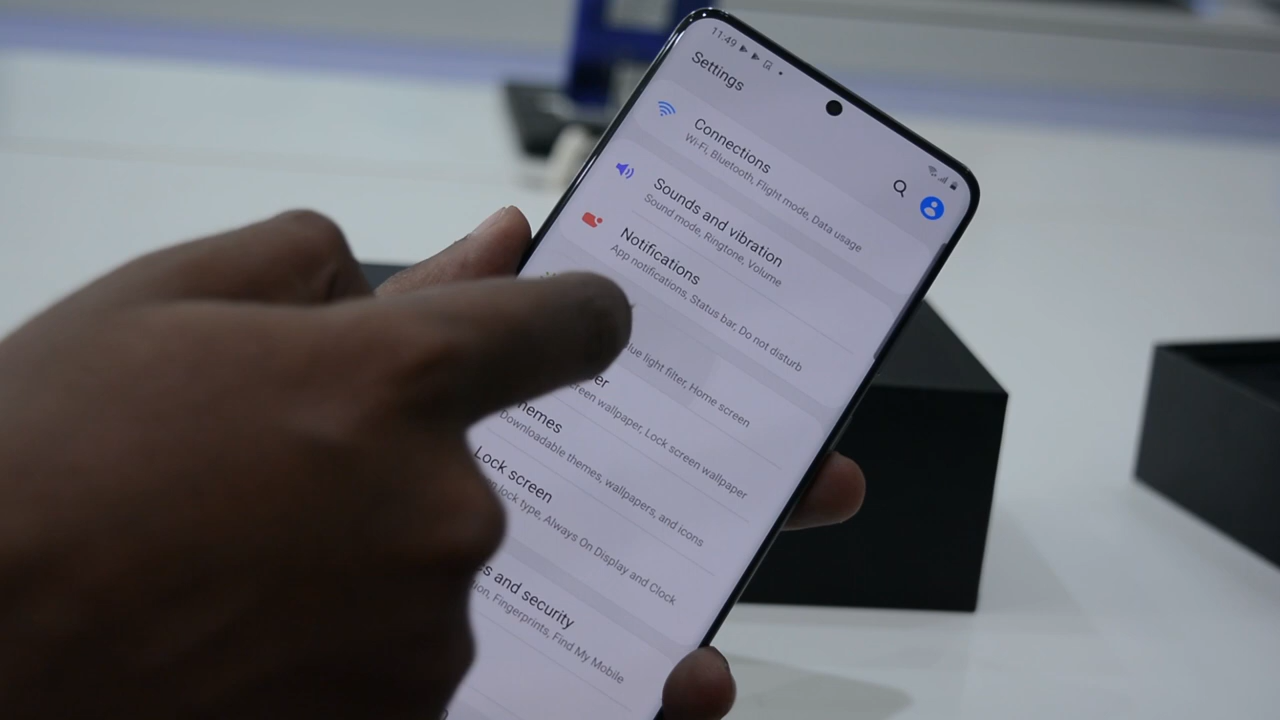 11:49
Settings
Connections
Wi-Fi, Bluetooth, Flight mode, Data usage
Sounds and vibration
Sound mode, Ringtone, Volume
Notifications
App notifications, Status bar, Do not disturb
lue light filter, Home screen
er
reen wallpaper, Lock screen wallpaper
hemes
Downloadable themes, wallpapers, and icons
Lock screen
lock type, Always On Display and Clock
s and security
ion, Fingerprints, Find My Mobile